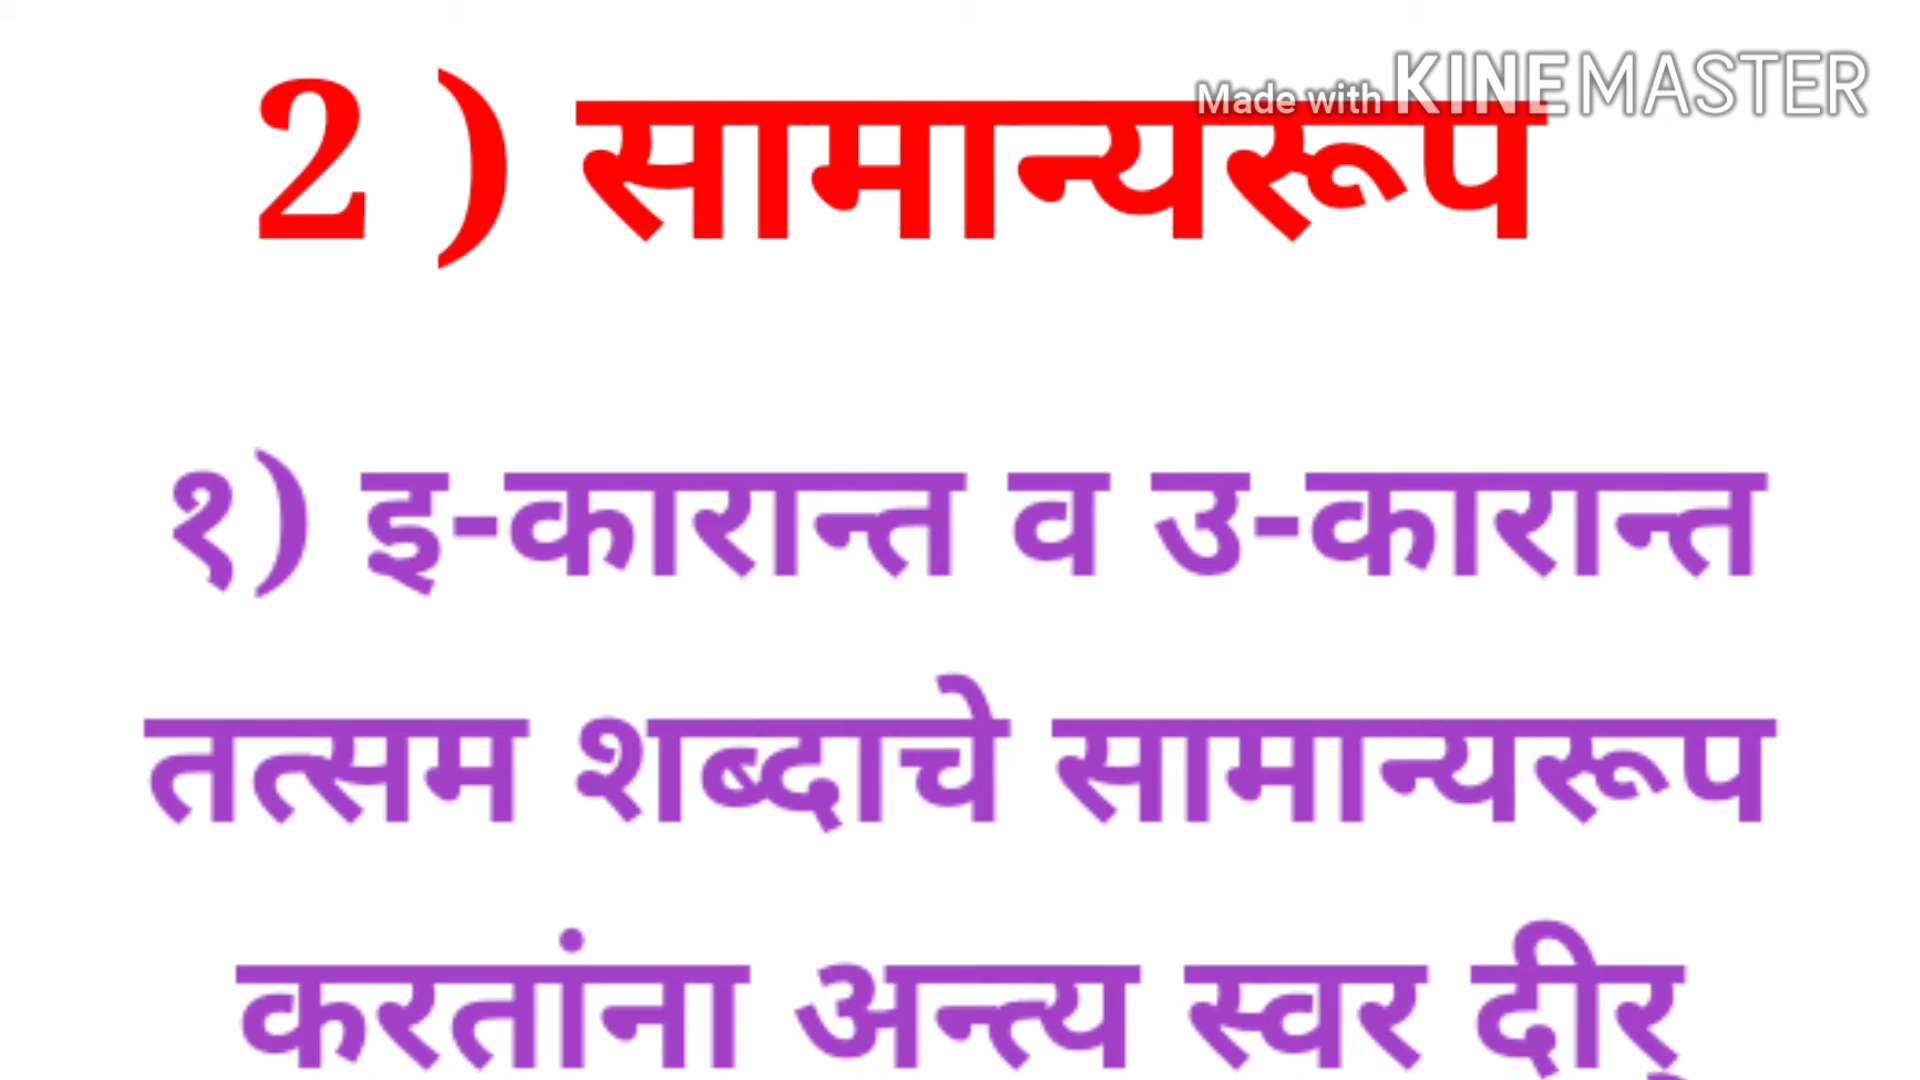 Made with KINEMASTER
2 ) सामान्यरूप
१) इ-कारान्त व उ-कारान्त
तत्सम शब्दाचे सामान्यरूप
करतांना अन्त्य स्वर